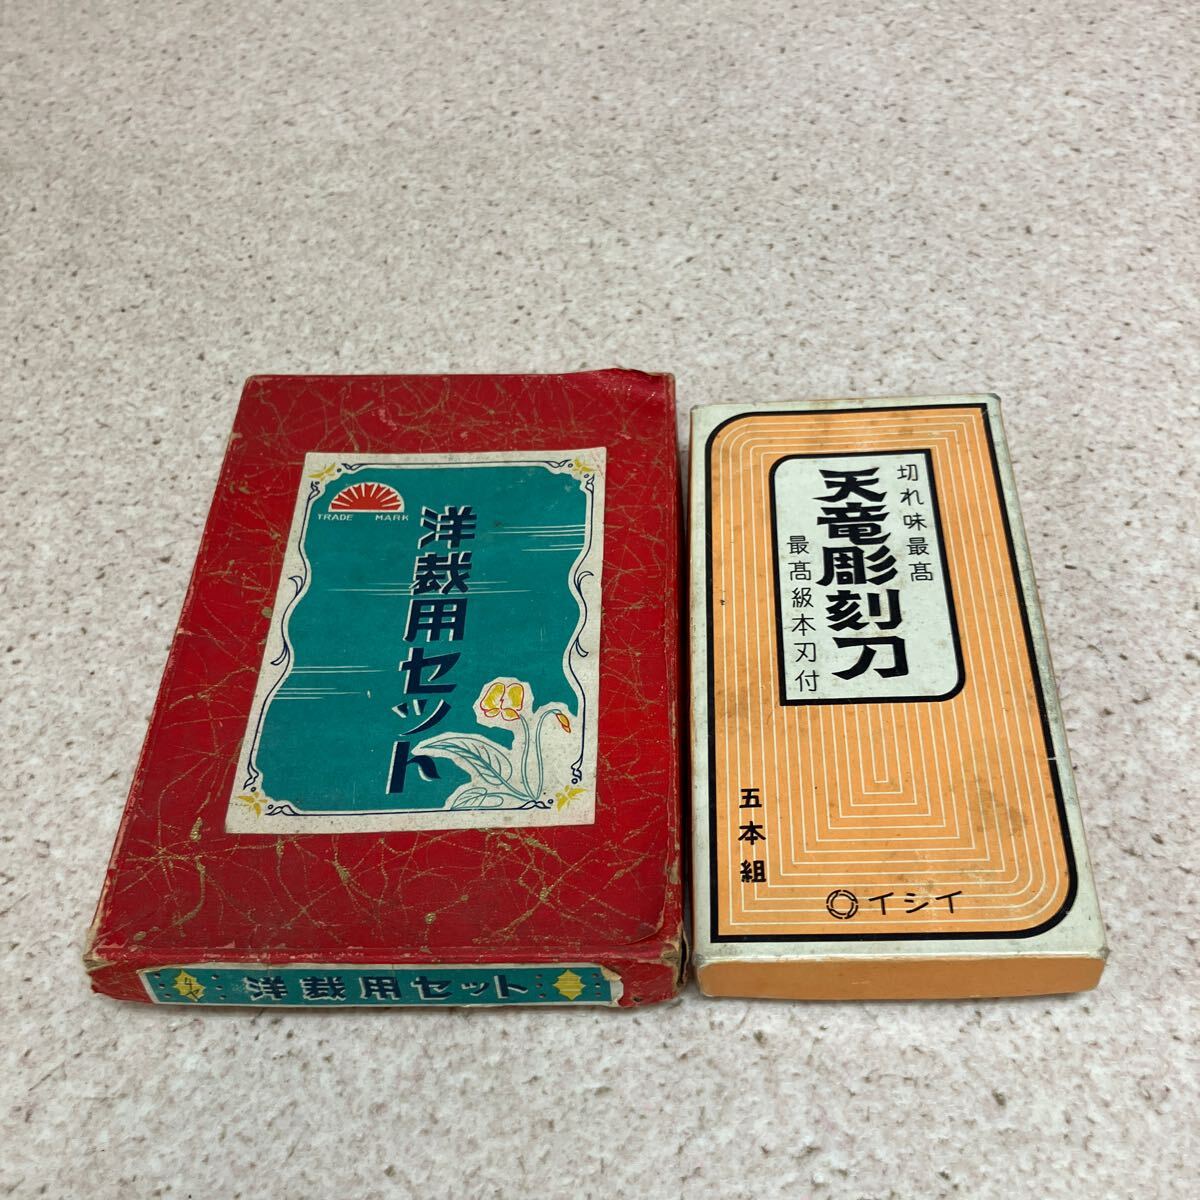 TRADE MARK
洋裁用セット
洋裁用セット
切れ味最高
天竜彫刻刀
最高級本刃付
五本組
イシイ